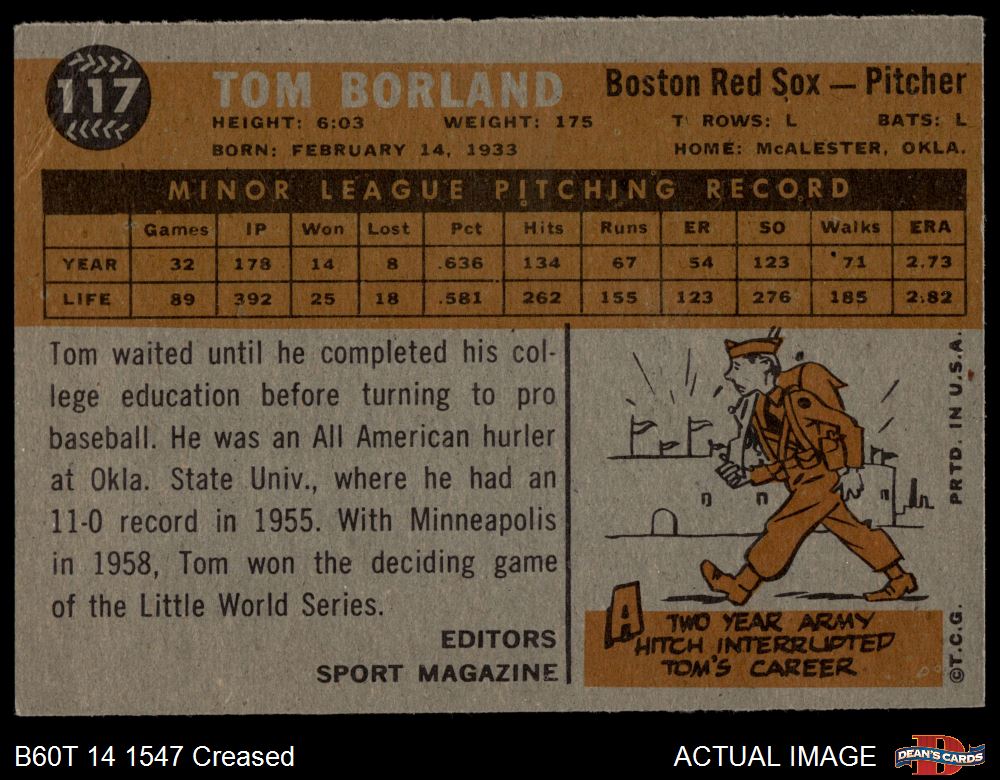 117
TOM BORLAND
Boston Red Sox — Pitcher
HEIGHT: 6:03 WEIGHT: 175 T ROWS: L BATS: L
BORN: FEBRUARY 14, 1933 HOME: McALESTER, OKLA.
MINOR LEAGUE PITCHING RECORD
Games IP Won Lost Pct Hits Runs ER SO Walks ERA
YEAR 32 178 14 8 .636 134 67 54 123 71 2.73
LIFE 89 392 25 18 .581 262 155 123 276 185 2.82
Tom waited until he completed his col-
lege education before turning to pro
baseball. He was an All American hurler
at Okla. State Univ., where he had an
11-0 record in 1955. With Minneapolis
in 1958, Tom won the deciding game
of the Little World Series.
EDITORS
SPORT MAGAZINE
A TWO YEAR ARMY
HITCH INTERRUPTED
TOM'S CAREER
©T.C.G. PRTD. IN U.S.A.
B60T 14 1547 Creased
ACTUAL IMAGE
DEAN'S CARDS